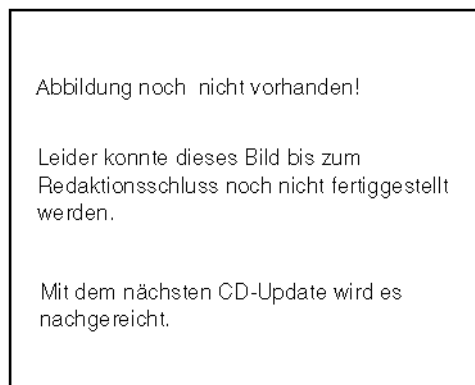 Abbildung noch nicht vorhanden!
Leider konnte dieses Bild bis zum
Redaktionsschluss noch nicht fertiggestellt
werden.
Mit dem nächsten CD-Update wird es
nachgereicht.